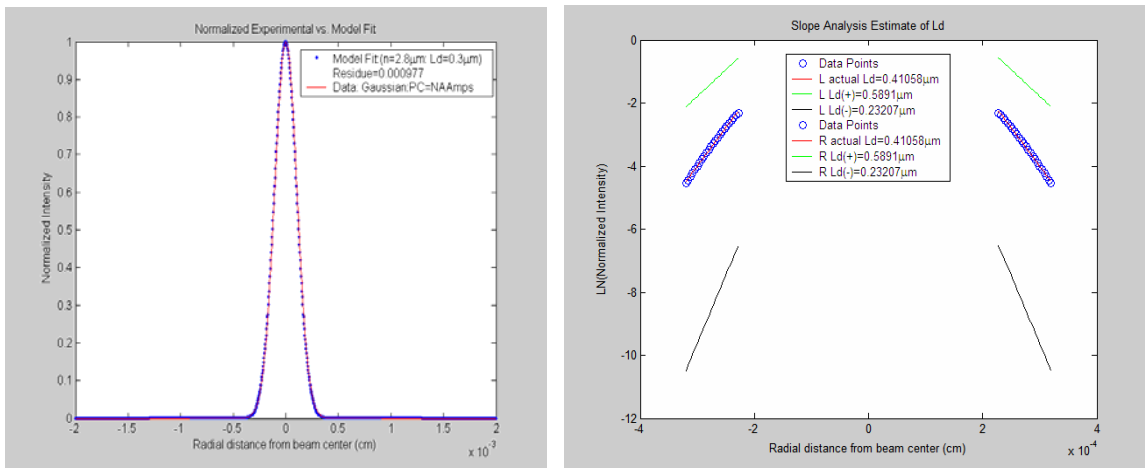 Normalized Experimental vs. Model Fit
1
0.9
0.8
0.7
0.6
0.5
0.4
0.3
0.2
0.1
0
Normalized Intensity
Model Fit (n=2.8μm: Ld=0.3μm)
Residue=0.000977
Data: Gaussian:PC=NAAmps
-2
-1.5
-1
-0.5
0
0.5
1
1.5
2
Radial distance from beam center (cm)
x 10^-3
Slope Analysis Estimate of Ld
0
-2
-4
-6
-8
-10
-12
LN(Normalized Intensity)
Data Points
L actual Ld=0.41058μm
L Ld(+)=0.5891μm
L Ld(-)=0.23207μm
Data Points
R actual Ld=0.41058μm
R Ld(+)=0.5891μm
R Ld(-)=0.23207μm
-4
-2
0
2
4
Radial distance from beam center (cm)
x 10^-4